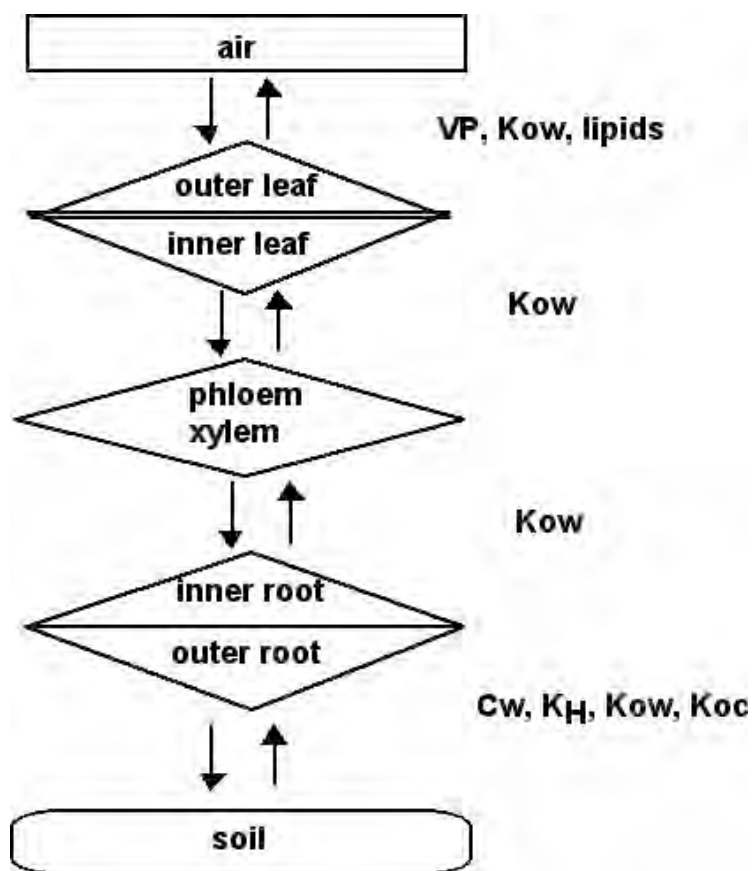 air
VP, Kow, lipids
outer leaf
inner leaf
Kow
phloem
xylem
Kow
inner root
outer root
Cw, KH, Kow, Koc
soil